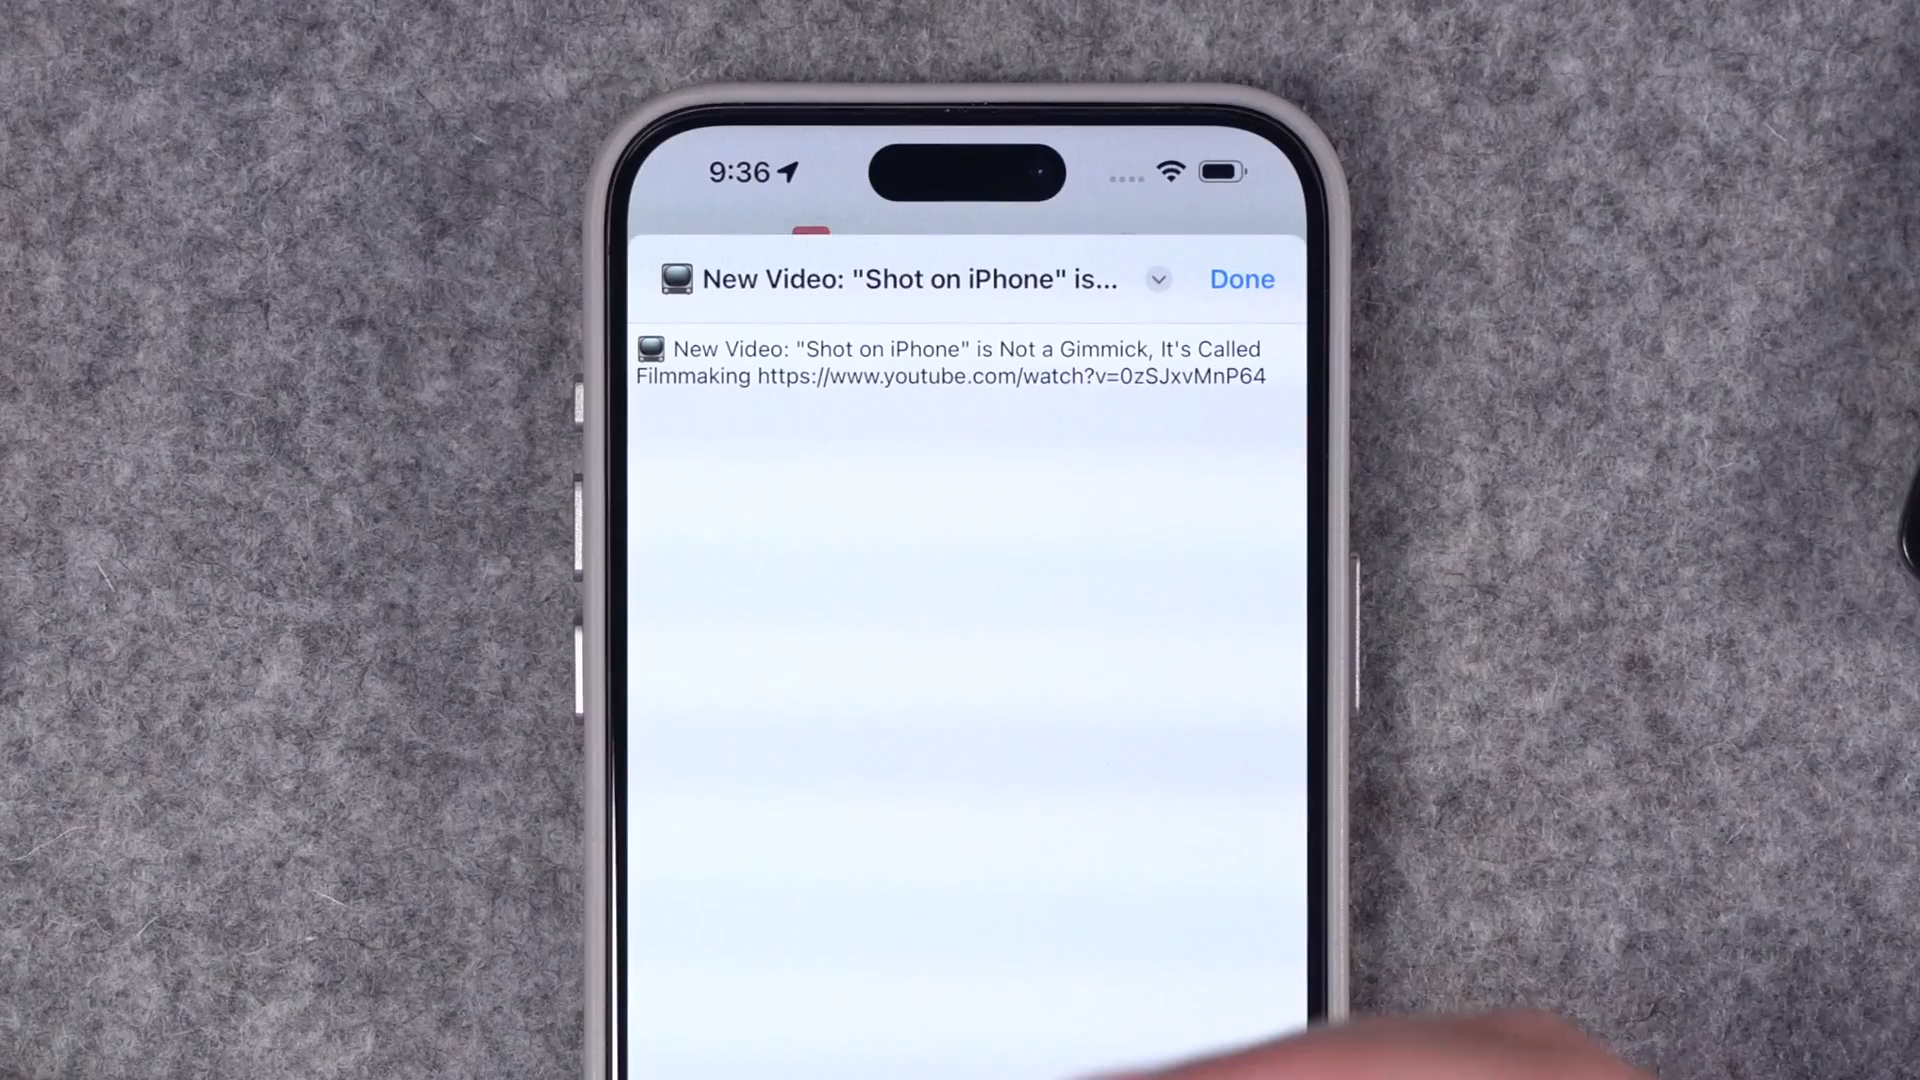 9:36
📺 New Video: "Shot on iPhone" is... Done
📺 New Video: "Shot on iPhone" is Not a Gimmick, It's Called
Filmmaking https://www.youtube.com/watch?v=0zSJxvMnP64